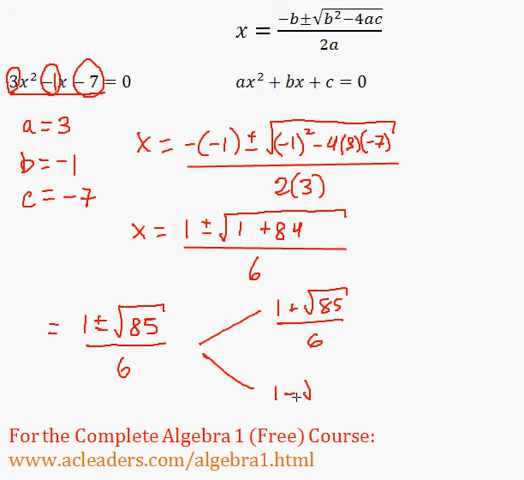 x = (-b±√(b²-4ac))/(2a)
3x² -1x - 7 = 0
ax² + bx + c = 0
a = 3
b = -1
c = -7
x = (-(-1) ± √((-1)² - 4(3)(-7)))/(2(3))
x = (1 ± √(1 + 84))/6
= (1 ± √85)/6
(1 + √85)/6
1 - √
For the Complete Algebra 1 (Free) Course:
www.acleaders.com/algebra1.html